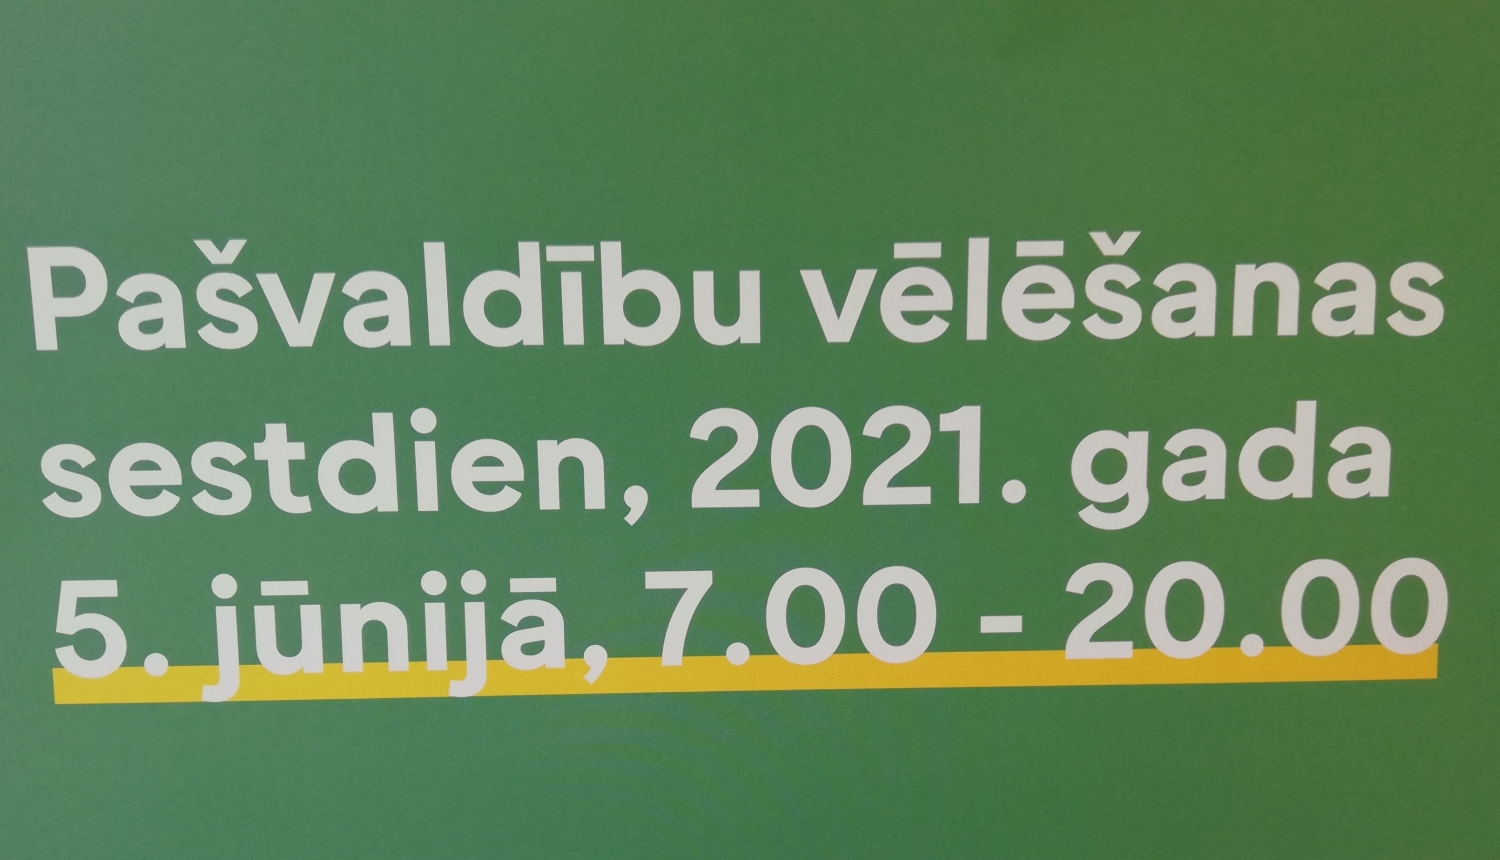 Pašvaldību vēlēšanas
sestdien, 2021. gada
5. jūnijā, 7.00 - 20.00